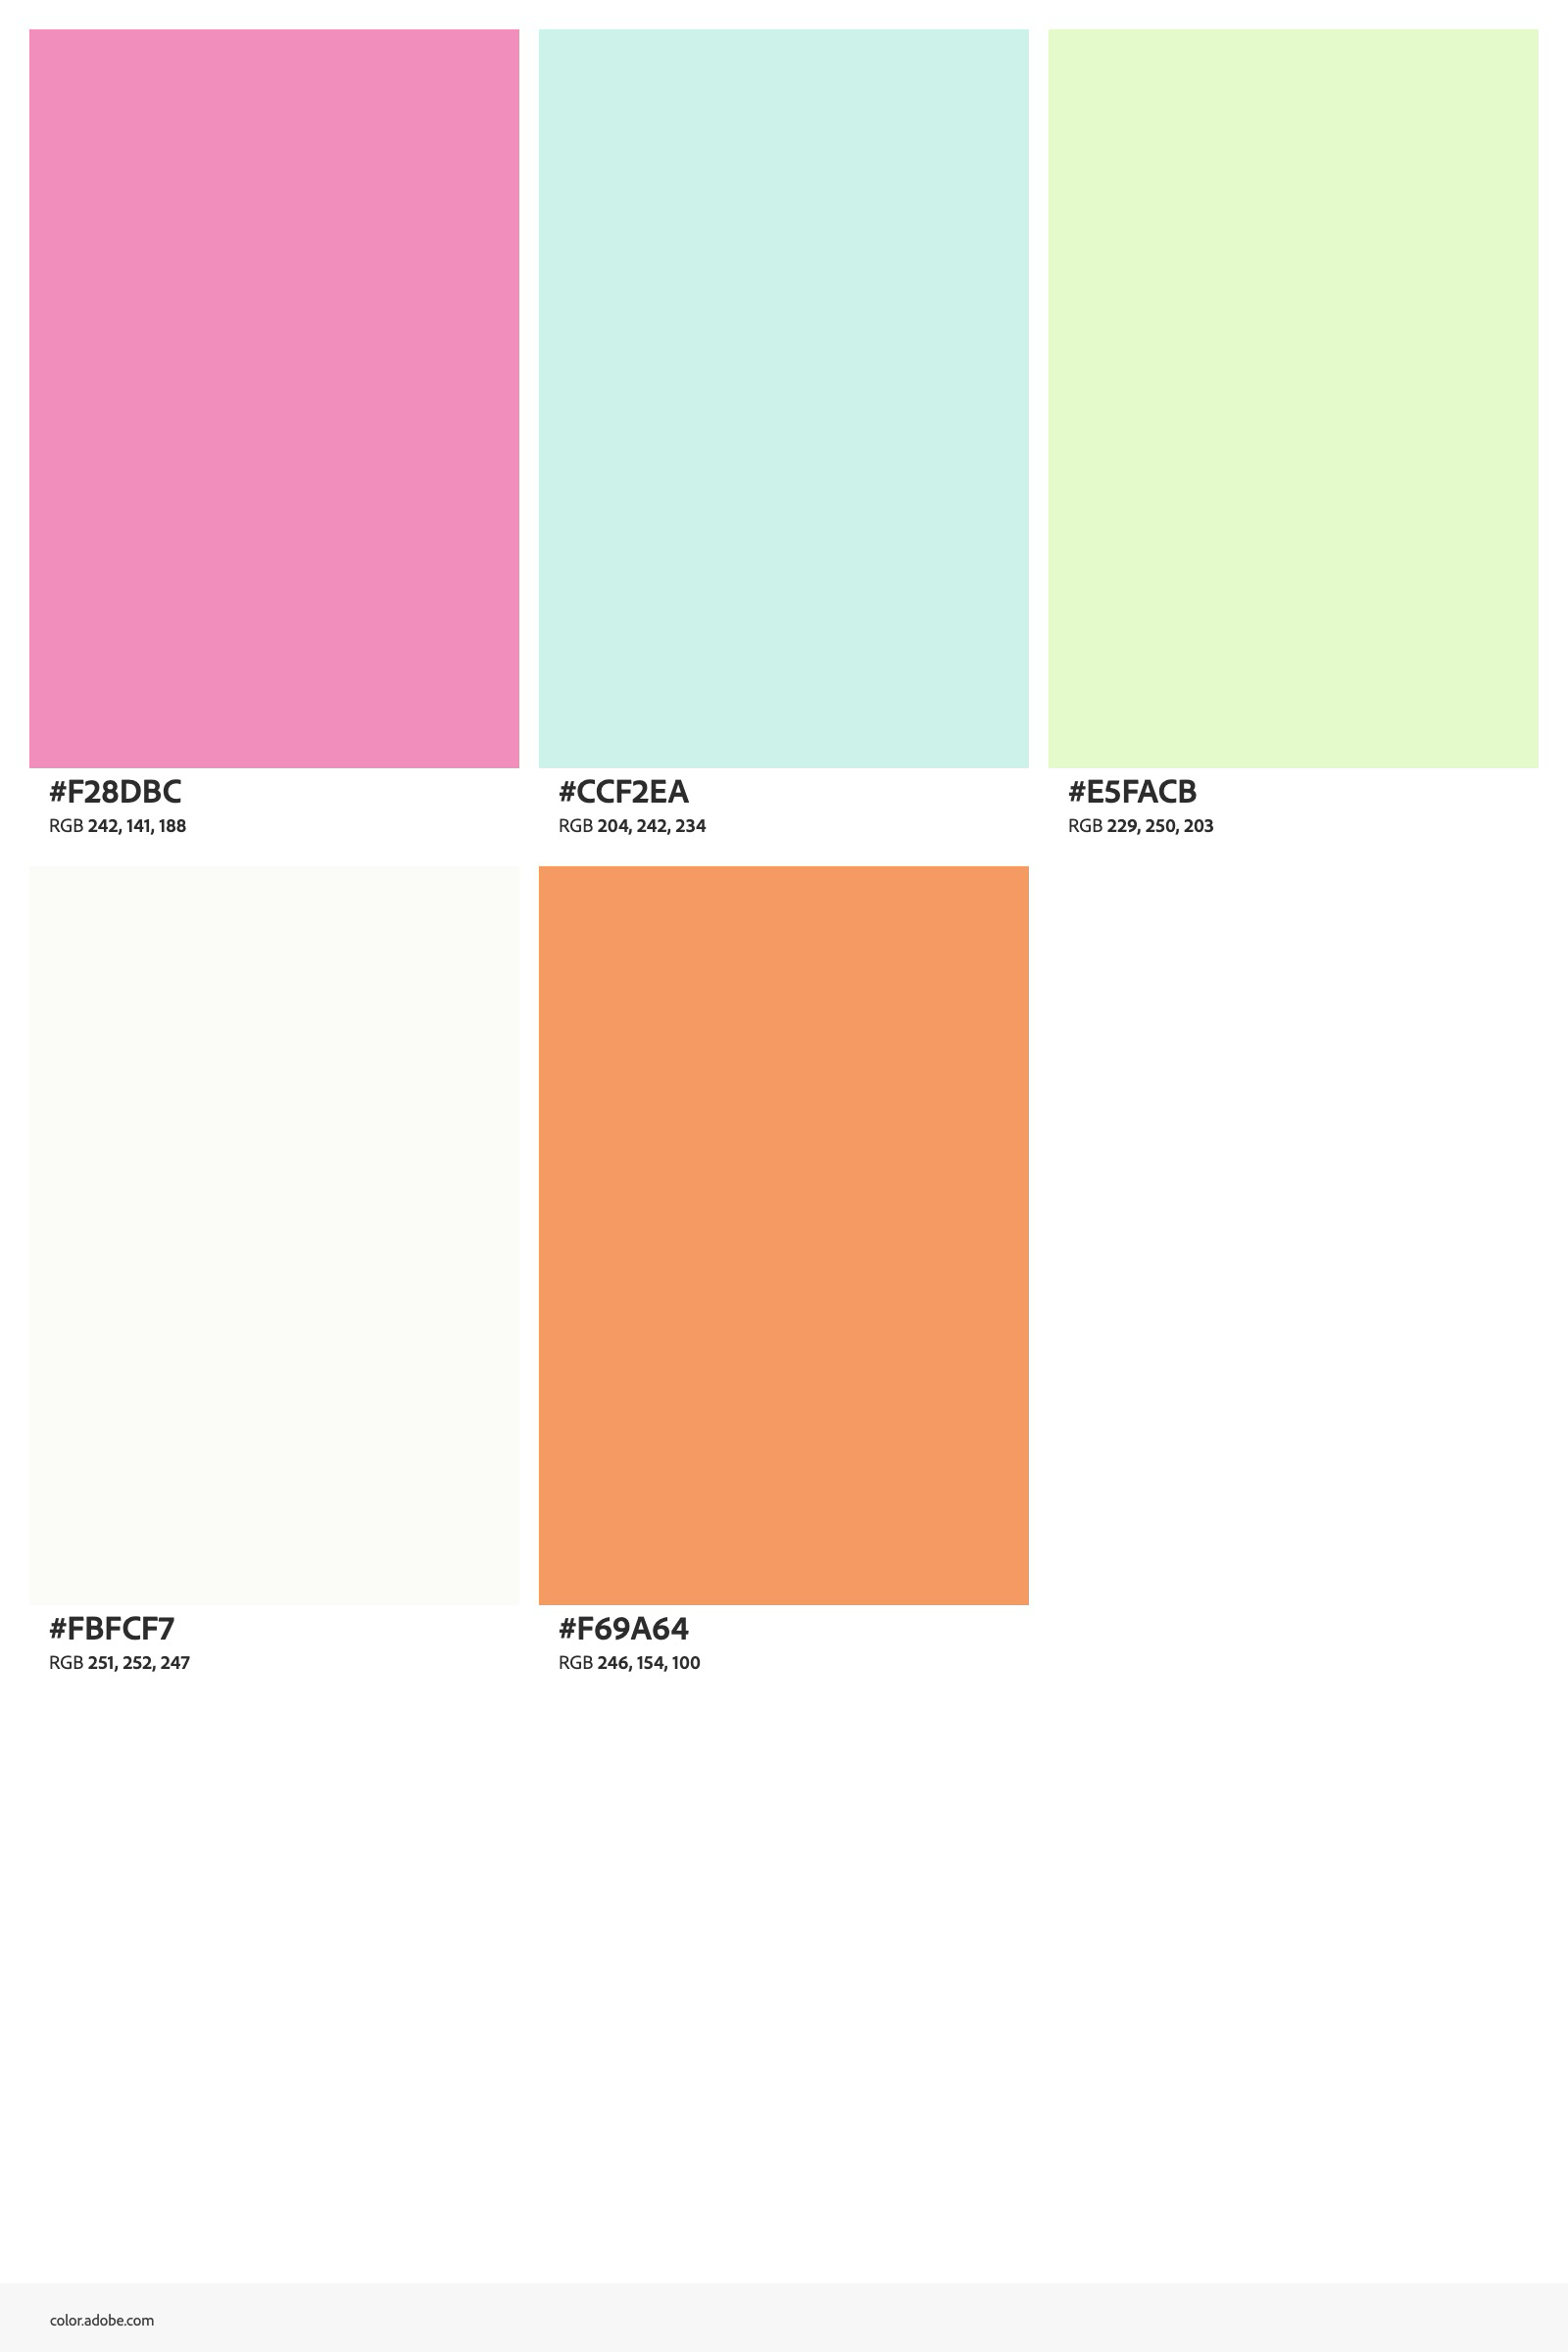 #F28DBC
RGB 242, 141, 188
#CCF2EA
RGB 204, 242, 234
#E5FACB
RGB 229, 250, 203
#FBFCF7
RGB 251, 252, 247
#F69A64
RGB 246, 154, 100
color.adobe.com